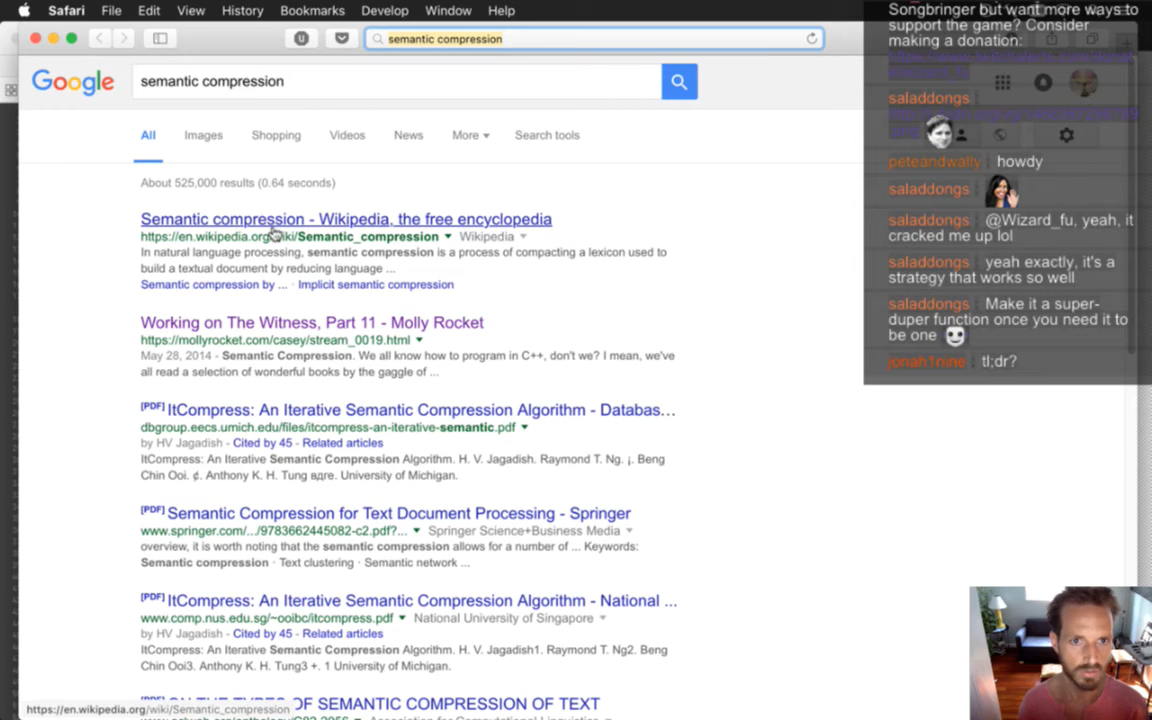 Safari File Edit View History Bookmarks Develop Window Help
semantic compression
Google semantic compression
All Images Shopping Videos News More Search tools
About 525,000 results (0.64 seconds)
Semantic compression - Wikipedia, the free encyclopedia
https://en.wikipedia.org/wiki/Semantic_compression Wikipedia
In natural language processing, semantic compression is a process of compacting a lexicon used to
build a textual document by reducing language ...
Semantic compression by ... · Implicit semantic compression
Working on The Witness, Part 11 - Molly Rocket
https://mollyrocket.com/casey/stream_0019.html
May 28, 2014 - Semantic Compression. We all know how to program in C++, don't we? I mean, we've
all read a selection of wonderful books by the gaggle of ...
[PDF] ItCompress: An Iterative Semantic Compression Algorithm - Databas...
dbgroup.eecs.umich.edu/files/itcompress-an-iterative-semantic.pdf
by HV Jagadish - Cited by 45 - Related articles
ItCompress: An Iterative Semantic Compression Algorithm. H. V. Jagadish. Raymond T. Ng. ¡. Beng
Chin Ooi. ¢. Anthony K. H. Tung вдге. University of Michigan.
[PDF] Semantic Compression for Text Document Processing - Springer
www.springer.com/.../9783662445082-c2.pdf?... Springer Science+Business Media
overview, it is worth noting that the semantic compression allows for a number of ... Keywords:
Semantic compression · Text clustering · Semantic network ...
[PDF] ItCompress: An Iterative Semantic Compression Algorithm - National ...
www.comp.nus.edu.sg/~ooibc/itcompress.pdf National University of Singapore
by HV Jagadish - Cited by 45 - Related articles
ItCompress: An Iterative Semantic Compression Algorithm. H. V. Jagadish1. Raymond T. Ng2. Beng
Chin Ooi3. Anthony K. H. Tung3 +. 1 University of Michigan.
OF SEMANTIC COMPRESSION OF TEXT
https://en.wikipedia.org/wiki/Semantic_compression
Songbringer but want more ways to
support the game? Consider
making a donation:
saladdongs
peteandwally howdy
saladdongs
saladdongs @Wizard_fu, yeah, it
cracked me up lol
saladdongs yeah exactly, it's a
strategy that works so well
saladdongs Make it a super-
duper function once you need it to
be one
jonah1nine tl;dr?